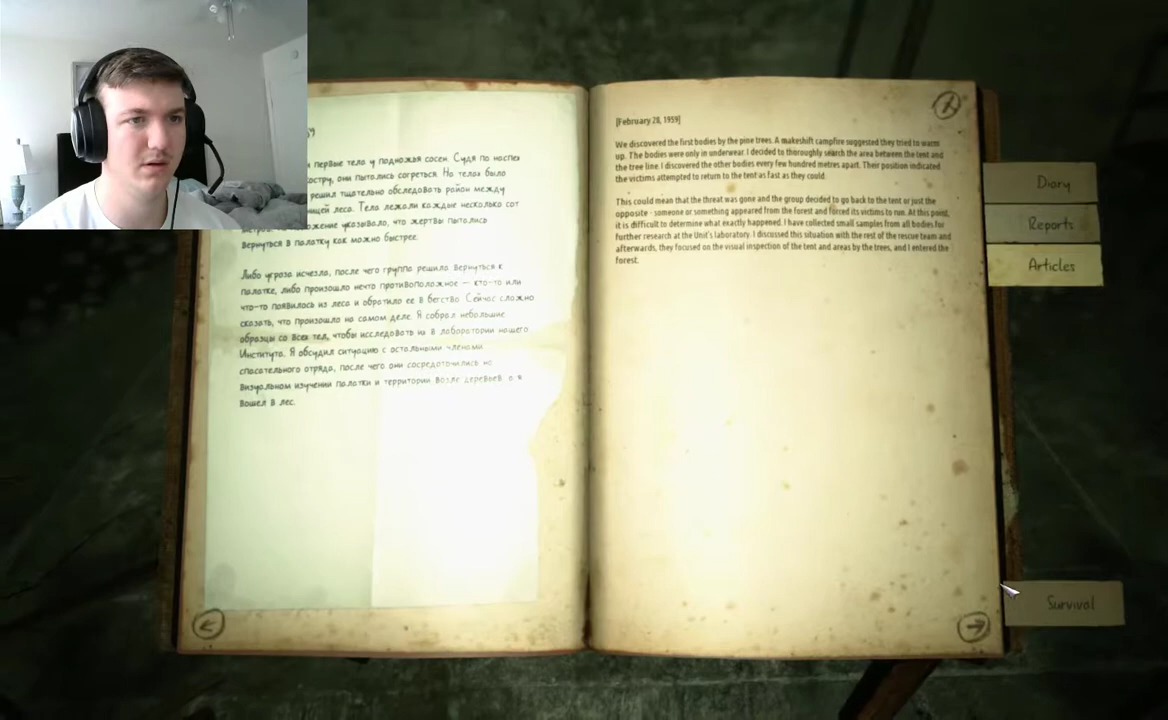 первые тела у подножья сосен. Судя по
костру, они пытались согреться. На телах было
решил тщательно обследовать район между
леса. Тела лежали каждые несколько сот
указывало, что жертвы пытались
вернуться в палатку как можно быстрее.
Либо угроза исчезла, после чего группа решила вернуться к
палатке, либо произошло нечто противоположное – кто-то или
что-то появилось из леса и обратило ее в бегство. Сейчас сложно
сказать, что произошло на самом деле. Я собрал небольшие
образцы со всех тел, чтобы исследовать их в лаборатории нашего
Института. Я обсудил ситуацию с остальными членами
спасательного отряда, после чего они сосредоточились на
визуальном изучении палатки и территории возле деревьев, а я
вошел в лес.
[February 28, 1959]
We discovered the first bodies by the pine trees. A makeshift campfire suggested they tried to warm
up. The bodies were only in underwear. I decided to thoroughly search the area between the tent and
the tree line. I discovered the other bodies every few hundred metres apart. Their position indicated
the victims attempted to return to the tent as fast as they could.
This could mean that the threat was gone and the group decided to go back to the tent or just the
opposite - someone or something appeared from the forest and forced its victims to run. At this point,
it is difficult to determine what exactly happened. I have collected small samples from all bodies for
further research at the Unit's laboratory. I discussed this situation with the rest of the rescue team and
afterwards, they focused on the visual inspection of the tent and areas by the trees, and I entered the
forest.
Diary
Reports
Articles
Survival